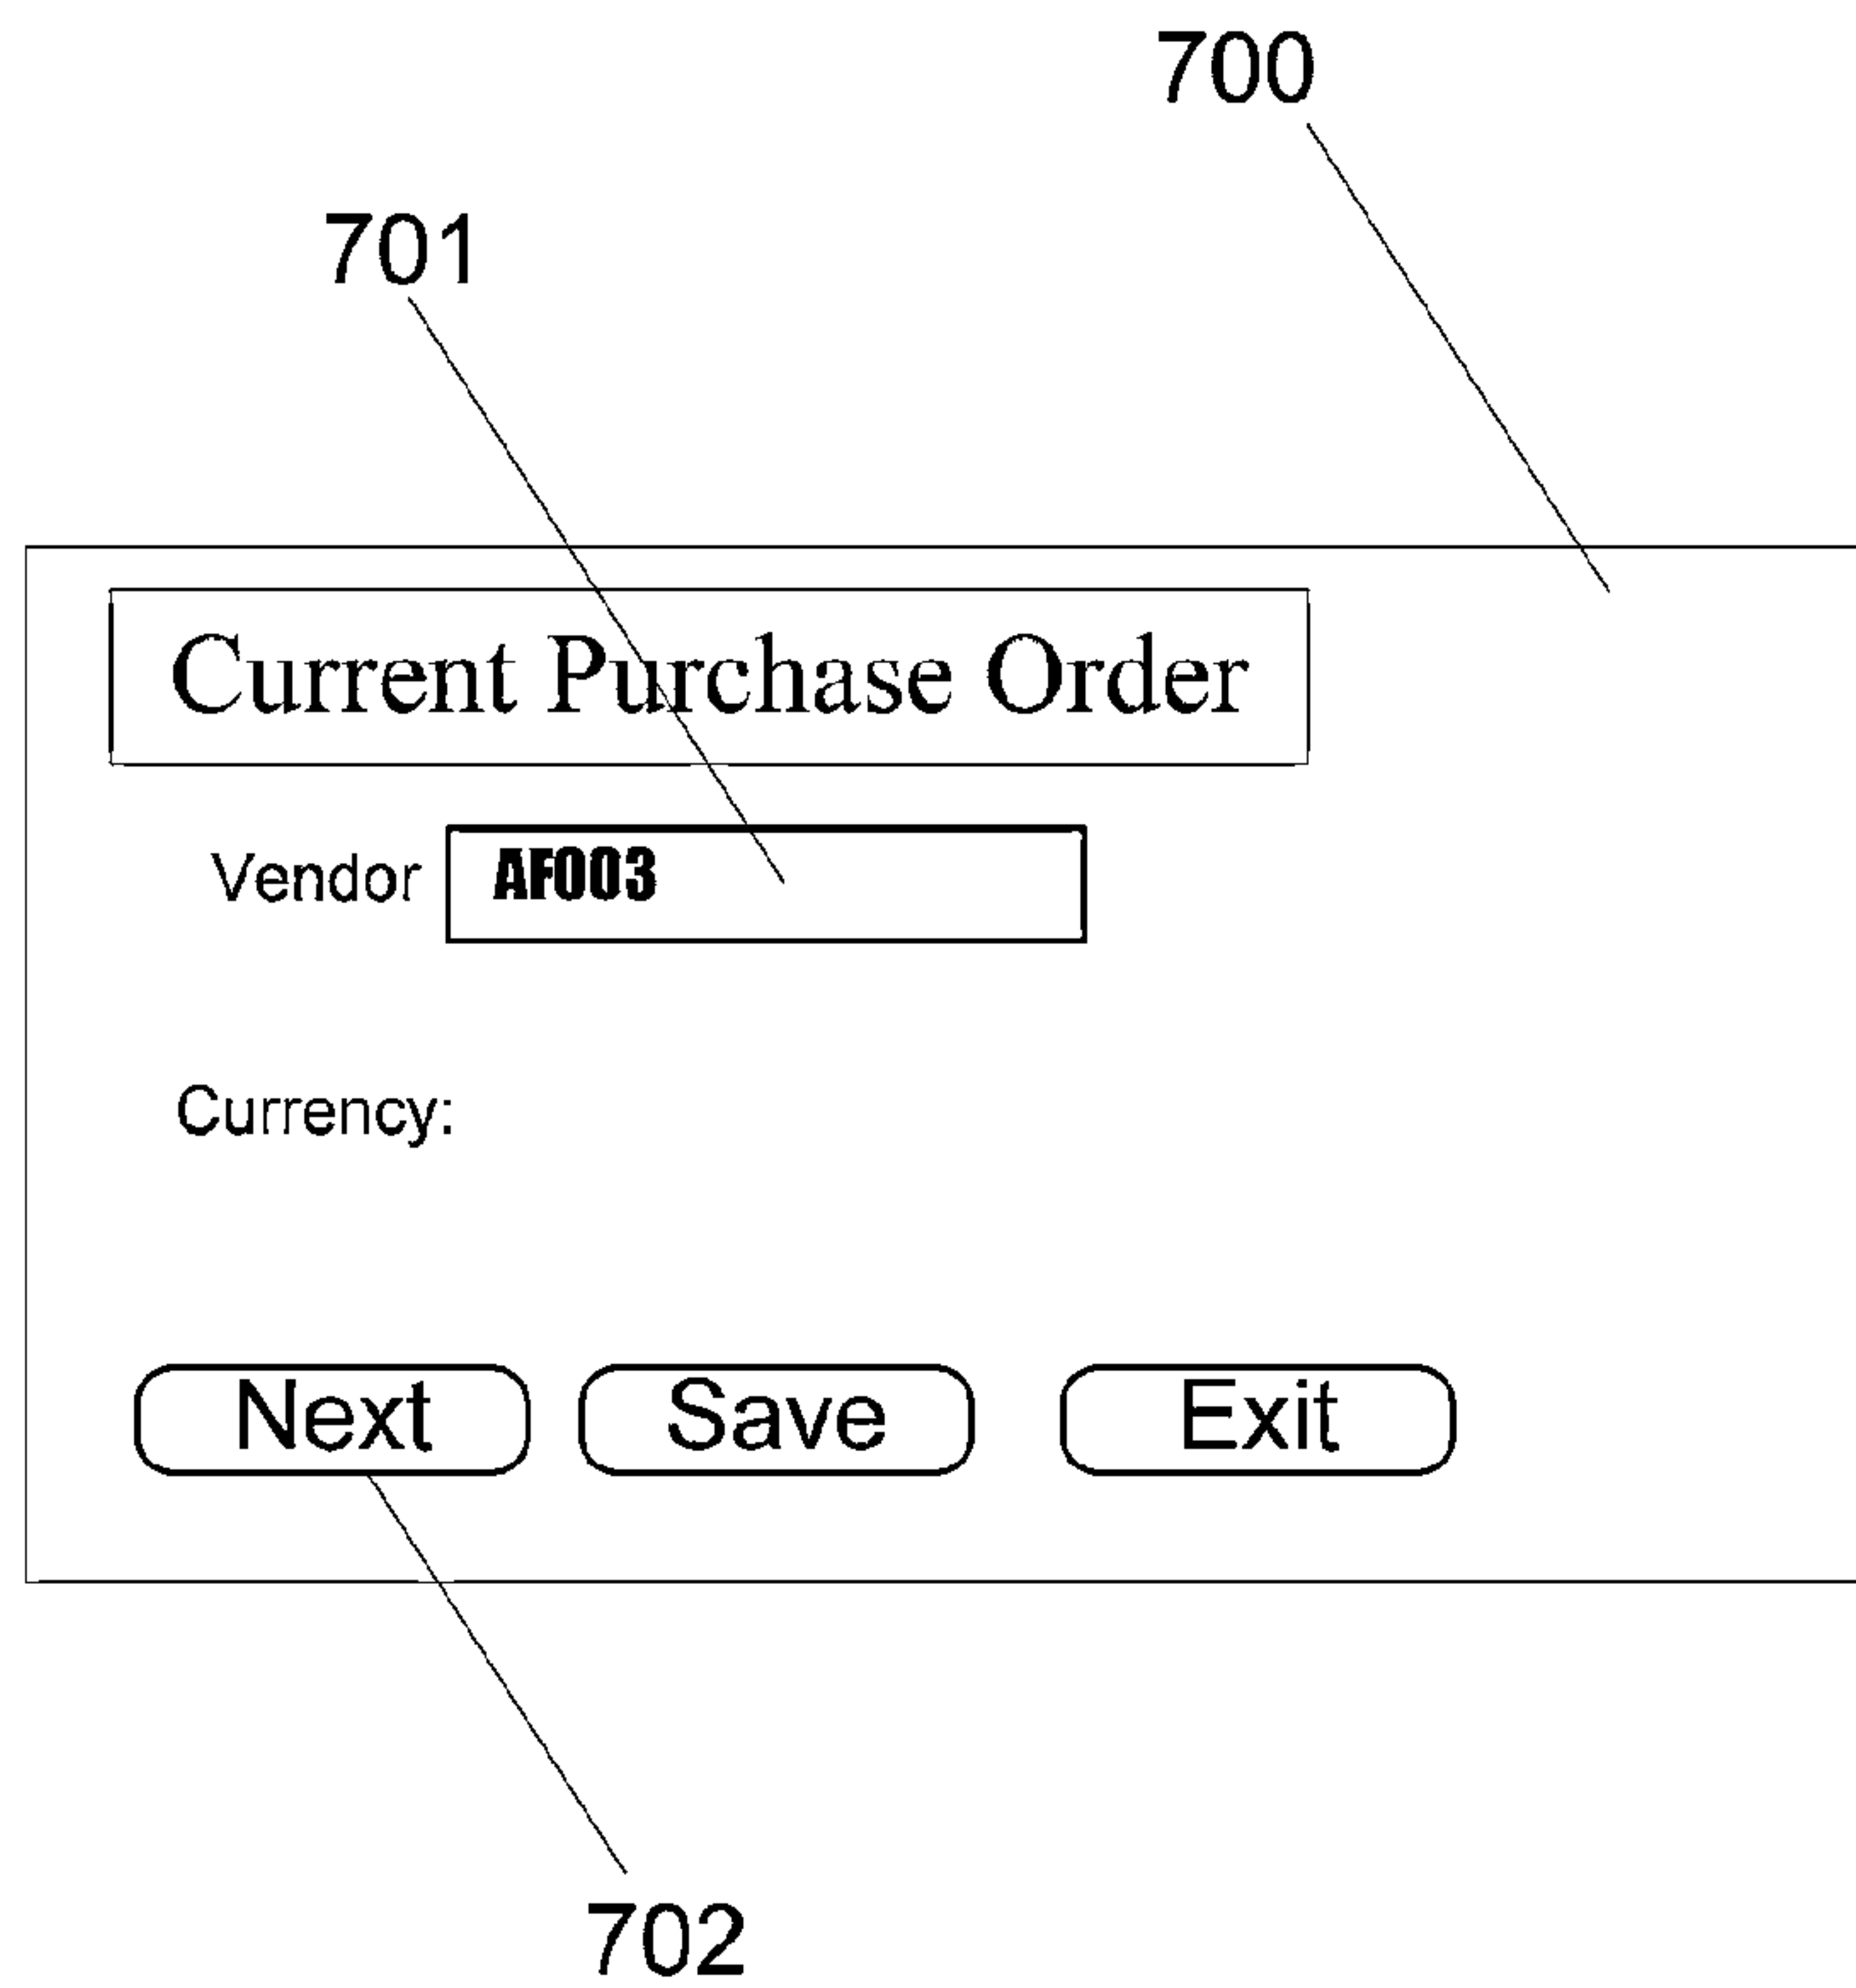 700
701
Current Purchase Order
Vendor AF003
Currency:
Next Save Exit
702